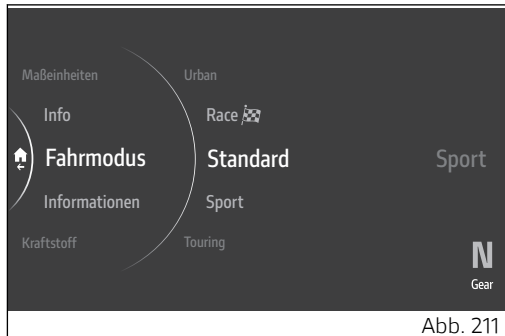 Maßeinheiten
Urban
Info
Race
Fahrmodus
Standard
Sport
Informationen
Sport
Kraftstoff
Touring
N
Gear
Abb. 211